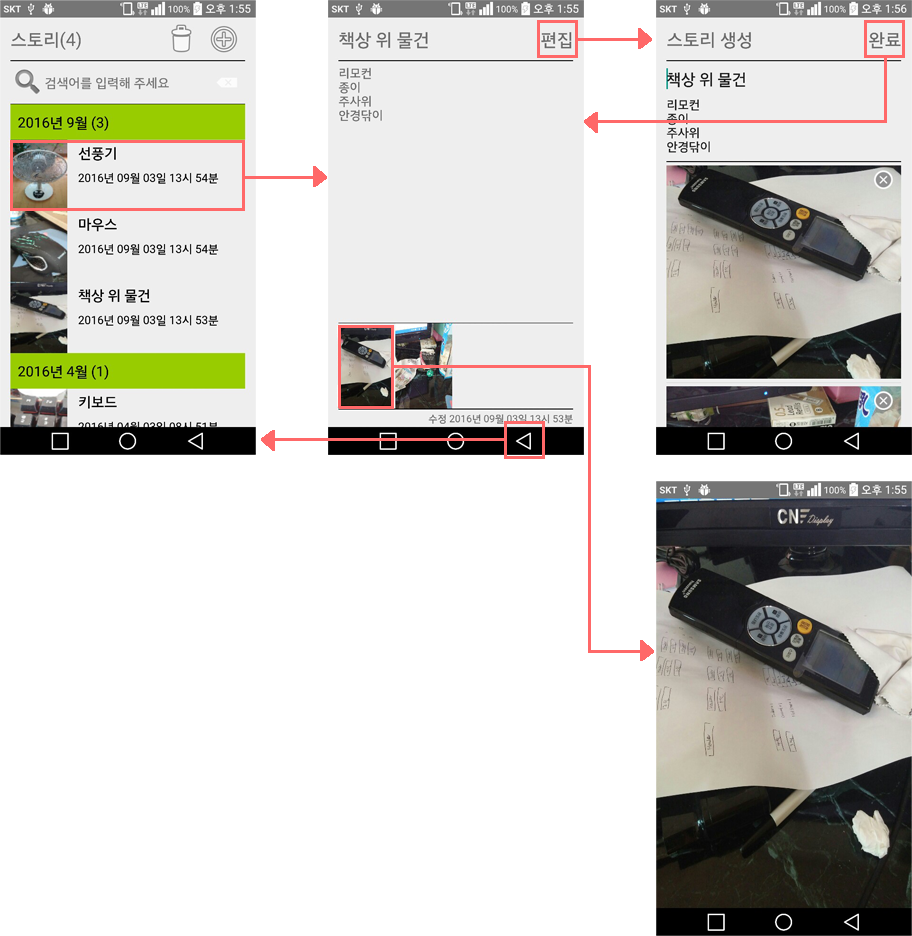 SKT 100% 오후 1:55
스토리(4)
검색어를 입력해 주세요
2016년 9월 (3)
선풍기
2016년 09월 03일 13시 54분
마우스
2016년 09월 03일 13시 54분
책상 위 물건
2016년 09월 03일 13시 53분
2016년 4월 (1)
키보드
2016년 04월 03일 08시 51분
SKT LTE 100% 오후 1:55
책상 위 물건 편집
리모컨
종이
주사위
안경닦이
수정 2016년 09월 03일 13시 53분
SKT LTE 100% 오후 1:56
스토리 생성 완료
책상 위 물건
리모컨
종이
주사위
안경닦이
SAMSUNG
SKT LTE 100% 오후 1:55
CNF Display
SAMSUNG